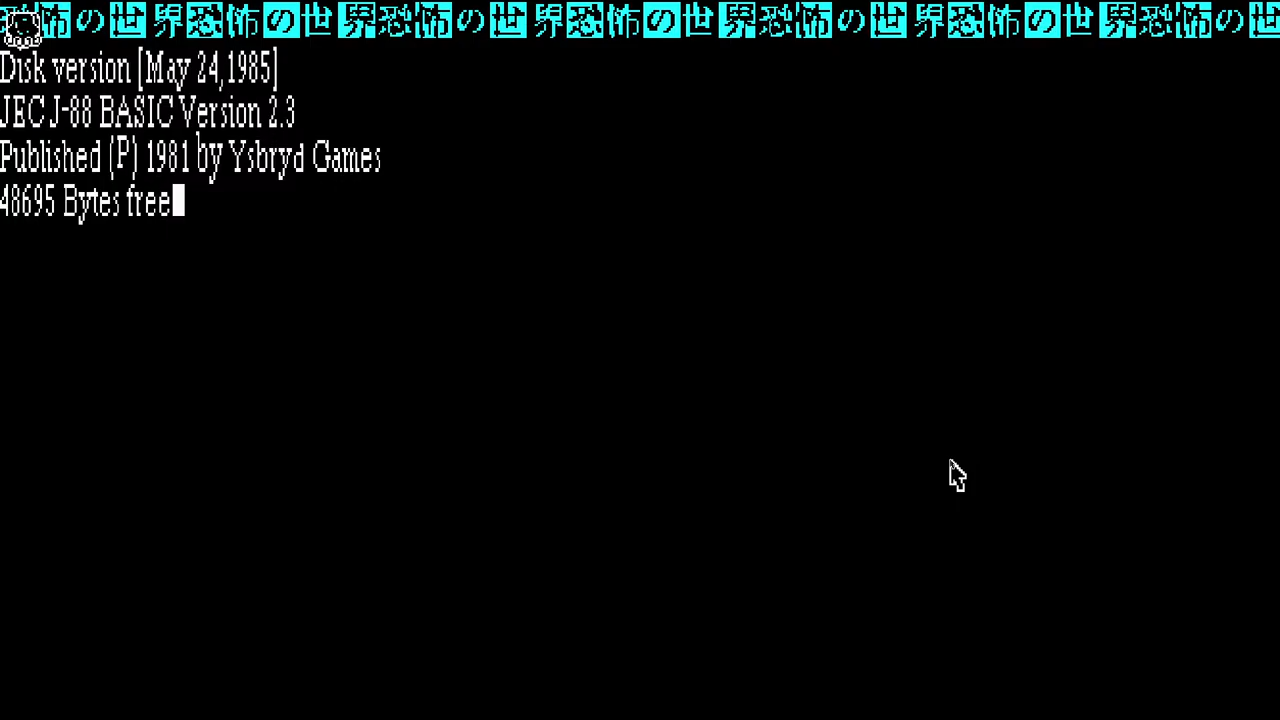 恐怖の世界恐怖の世界恐怖の世界恐怖の世界恐怖の世界恐怖の世界恐怖の世
Disk version [May 24,1985]
JEC J-88 BASIC Version 2.3
Published (P) 1981 by Ysbryd Games
48695 Bytes free